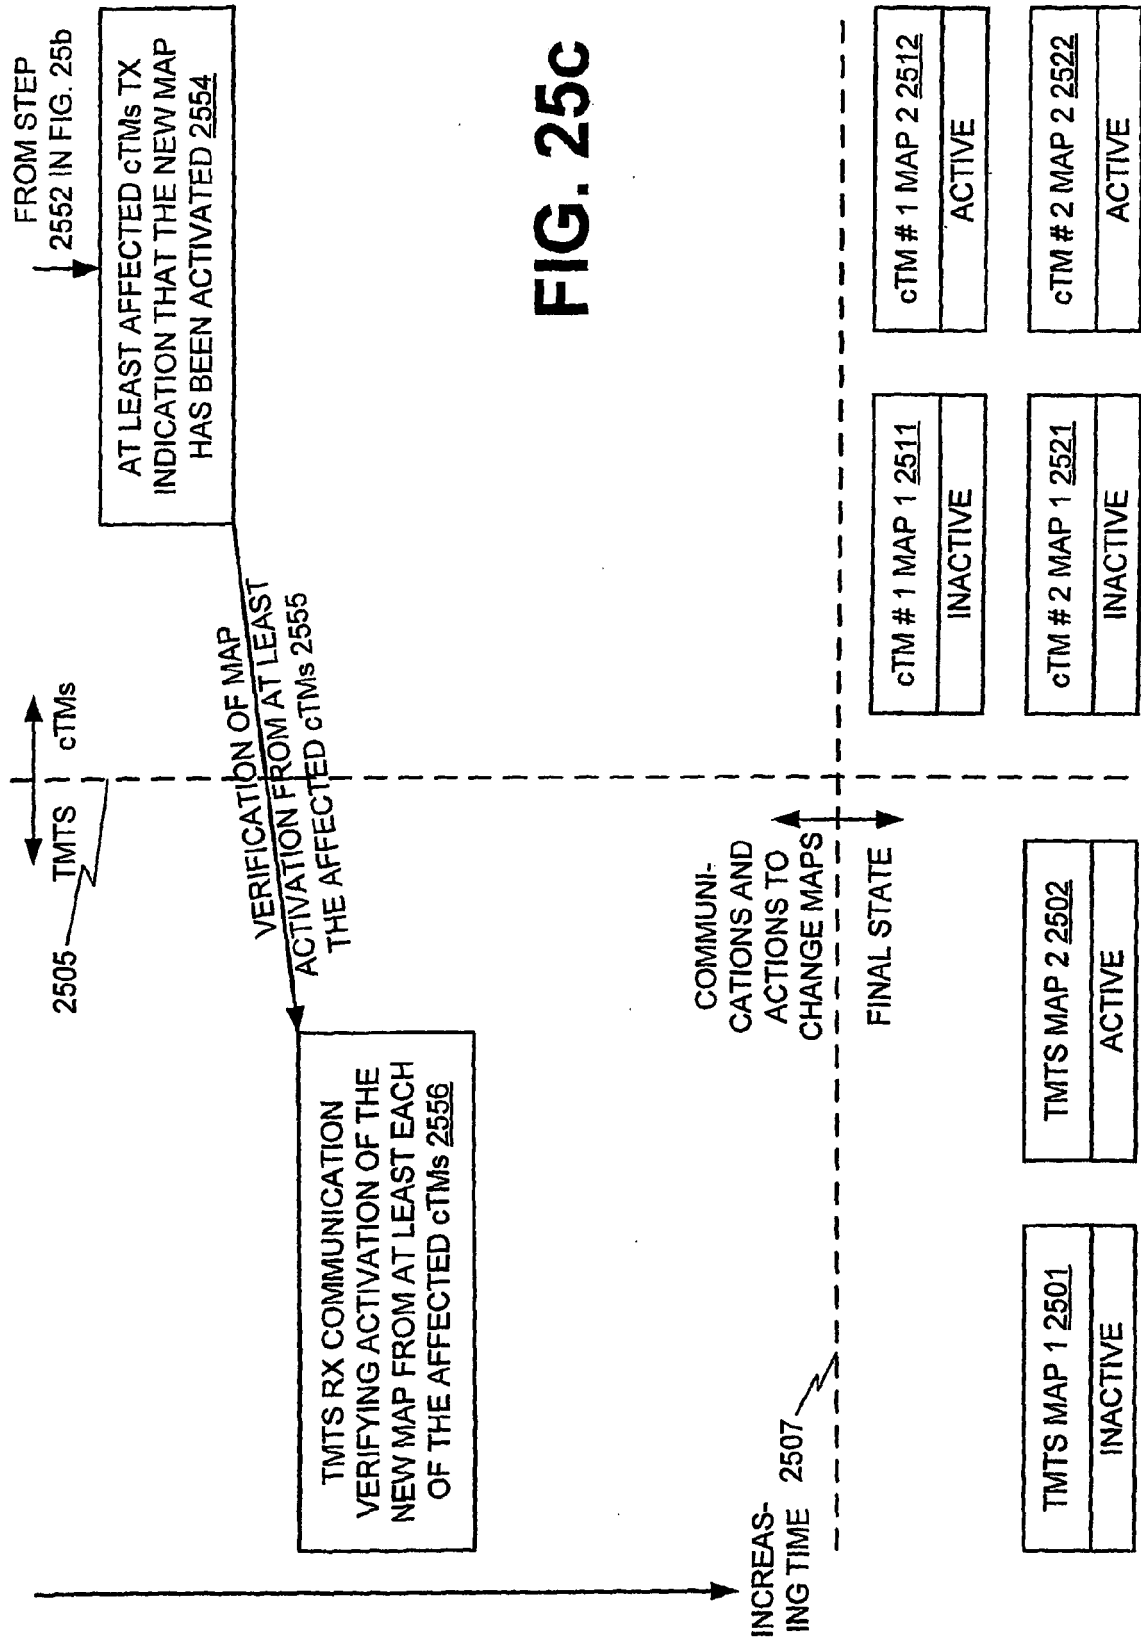 FROM STEP
2552 IN FIG. 25b
TMTS
cTMs
2505
AT LEAST AFFECTED cTMs TX
INDICATION THAT THE NEW MAP
HAS BEEN ACTIVATED 2554
VERIFICATION OF MAP
ACTIVATION FROM AT LEAST
THE AFFECTED cTMs 2555
TMTS RX COMMUNICATION
VERIFYING ACTIVATION OF THE
NEW MAP FROM AT LEAST EACH
OF THE AFFECTED cTMs 2556
FIG. 25c
COMMUNI-
CATIONS AND
ACTIONS TO
CHANGE MAPS
INCREAS-
ING TIME
2507
FINAL STATE
TMTS MAP 1 2501
INACTIVE
TMTS MAP 2 2502
ACTIVE
cTM # 1 MAP 1 2511
INACTIVE
cTM # 1 MAP 2 2512
ACTIVE
cTM # 2 MAP 1 2521
INACTIVE
cTM # 2 MAP 2 2522
ACTIVE